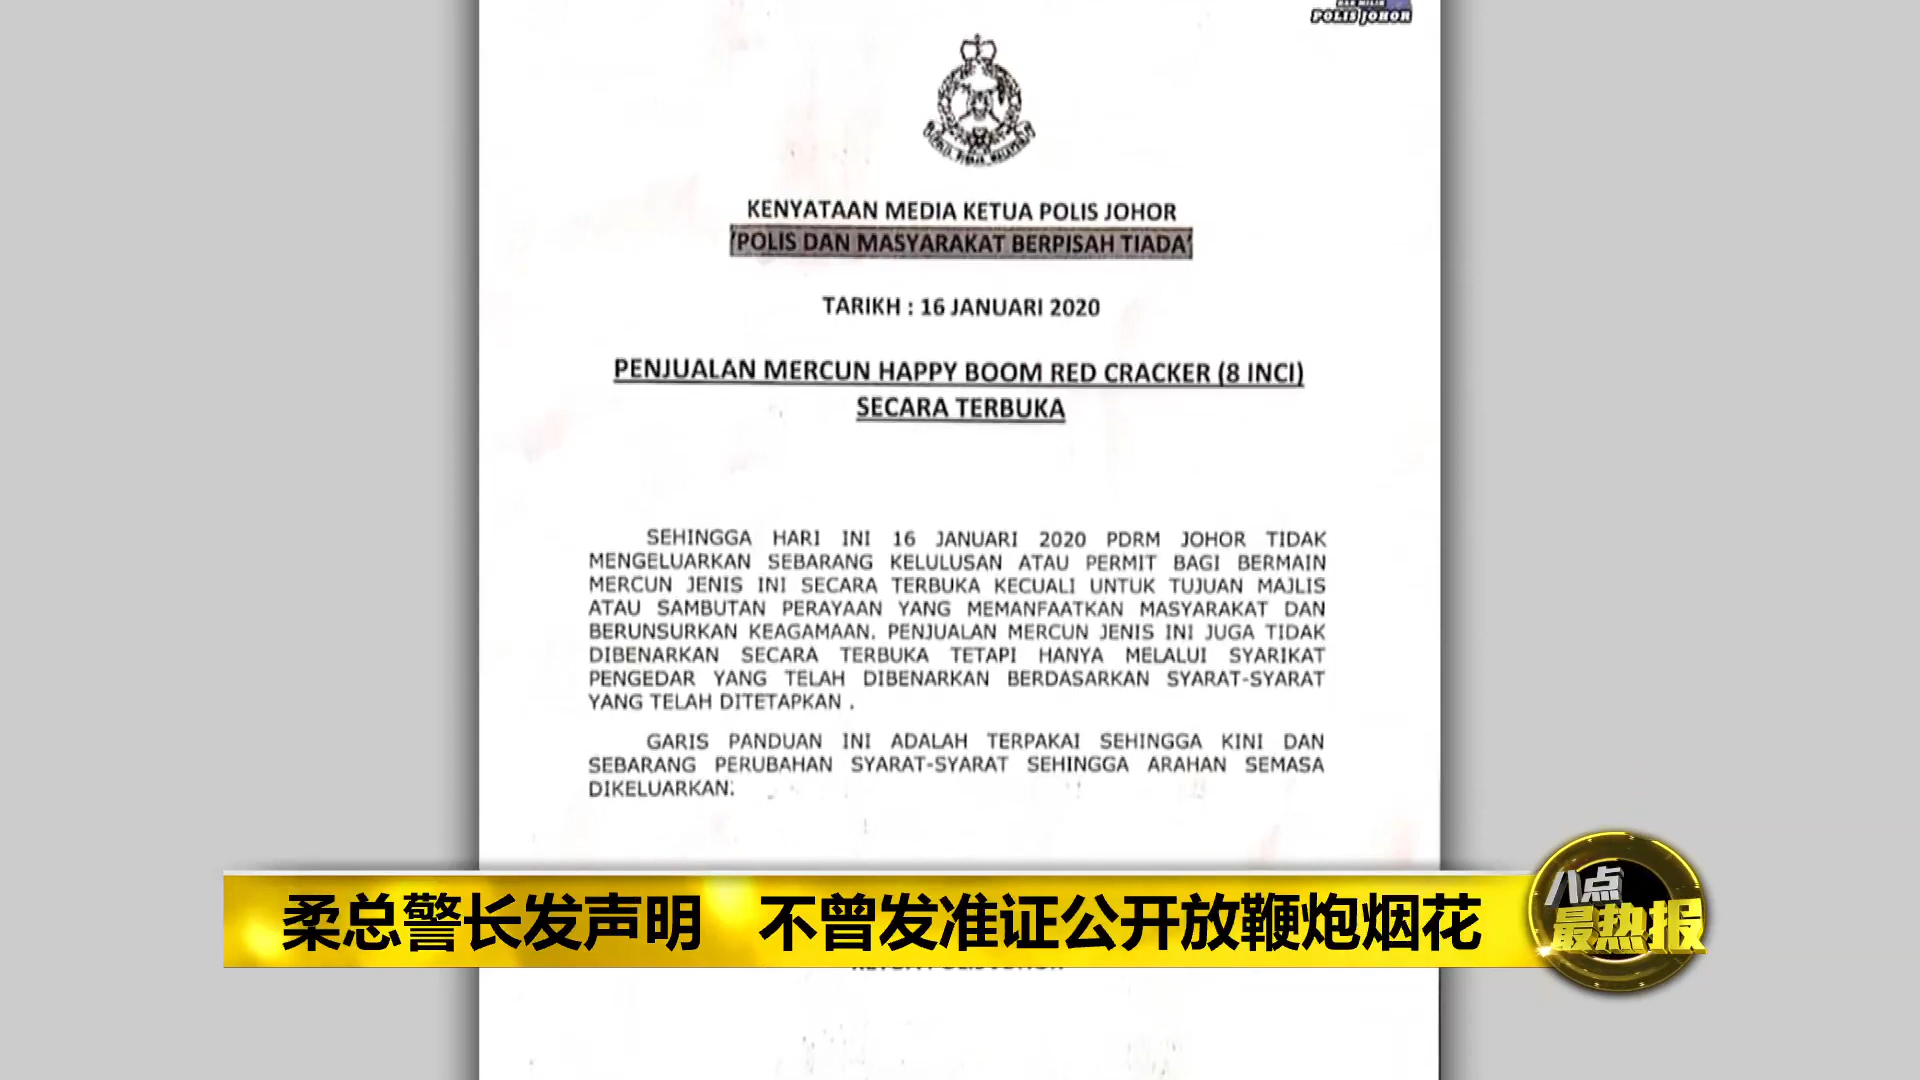 HAK MILIK
POLIS JOHOR
KENYATAAN MEDIA KETUA POLIS JOHOR
'POLIS DAN MASYARAKAT BERPISAH TIADA'
TARIKH : 16 JANUARI 2020
PENJUALAN MERCUN HAPPY BOOM RED CRACKER (8 INCI)
SECARA TERBUKA
SEHINGGA HARI INI 16 JANUARI 2020 PDRM JOHOR TIDAK
MENGELUARKAN SEBARANG KELULUSAN ATAU PERMIT BAGI BERMAIN
MERCUN JENIS INI SECARA TERBUKA KECUALI UNTUK TUJUAN MAJLIS
ATAU SAMBUTAN PERAYAAN YANG MEMANFAATKAN MASYARAKAT DAN
BERUNSURKAN KEAGAMAAN. PENJUALAN MERCUN JENIS INI JUGA TIDAK
DIBENARKAN SECARA TERBUKA TETAPI HANYA MELALUI SYARIKAT
PENGEDAR YANG TELAH DIBENARKAN BERDASARKAN SYARAT-SYARAT
YANG TELAH DITETAPKAN .
GARIS PANDUAN INI ADALAH TERPAKAI SEHINGGA KINI DAN
SEBARANG PERUBAHAN SYARAT-SYARAT SEHINGGA ARAHAN SEMASA
DIKELUARKAN.
柔总警长发声明 不曾发准证公开放鞭炮烟花
八点
最热报